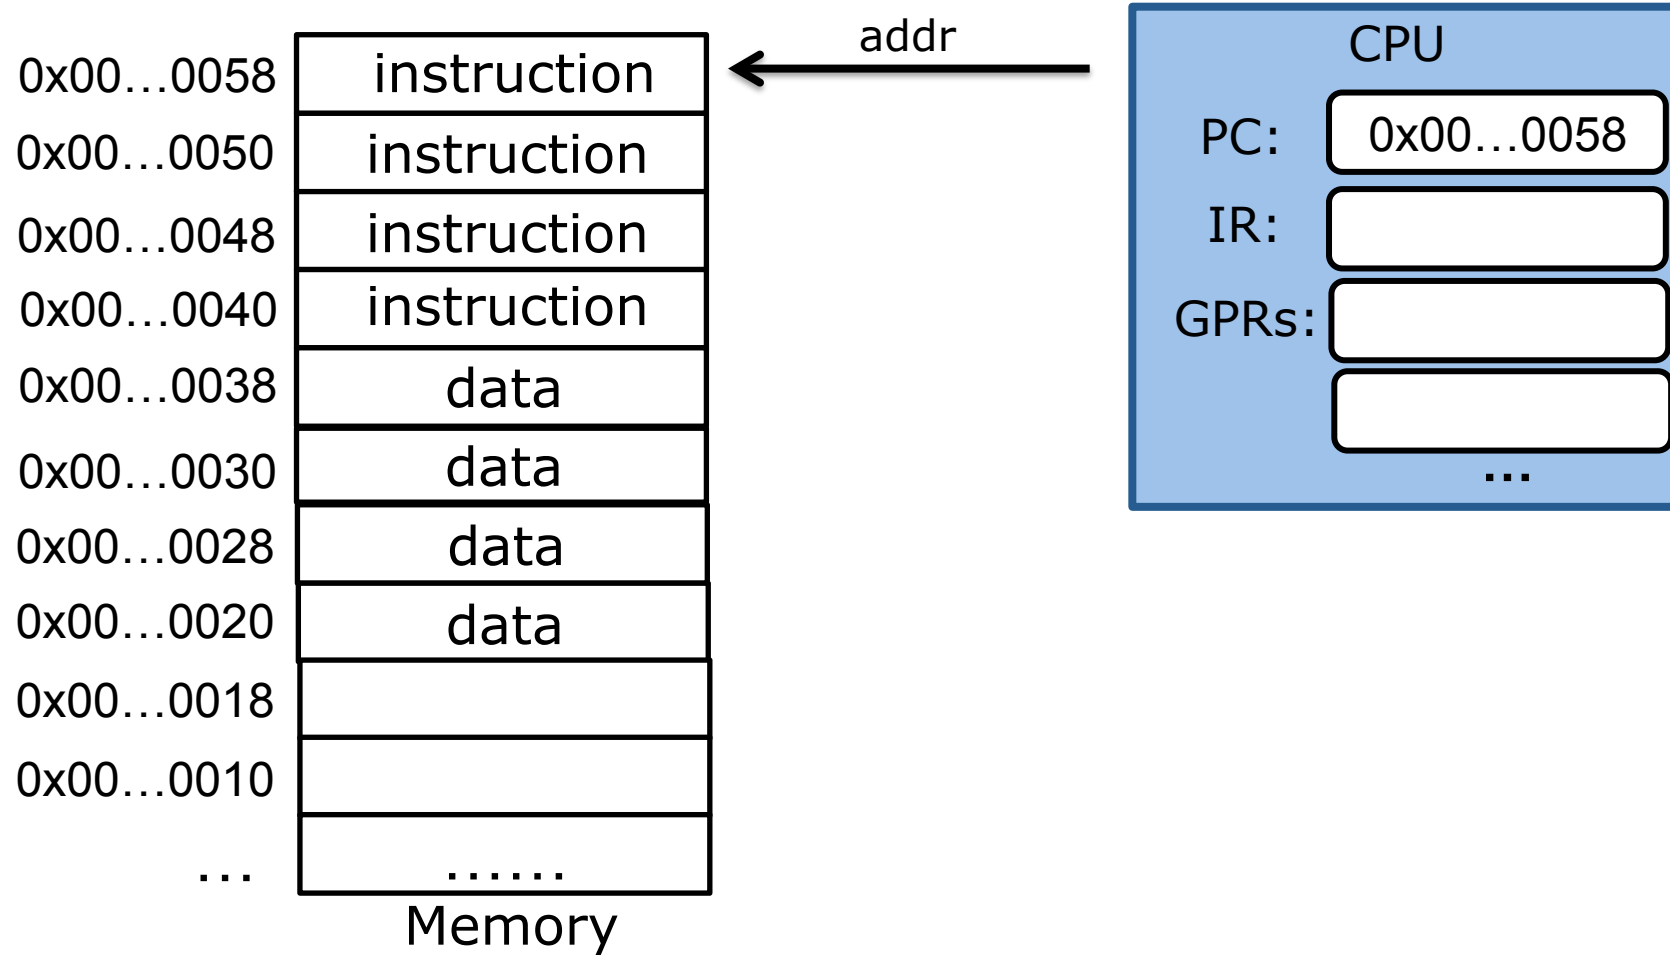 addr
CPU
0x00...0058 instruction
PC: 0x00...0058
0x00...0050 instruction
IR:
0x00...0048 instruction
0x00...0040 instruction
GPRs:
0x00...0038 data
0x00...0030 data
...
0x00...0028 data
0x00...0020 data
0x00...0018
0x00...0010
... ......
Memory